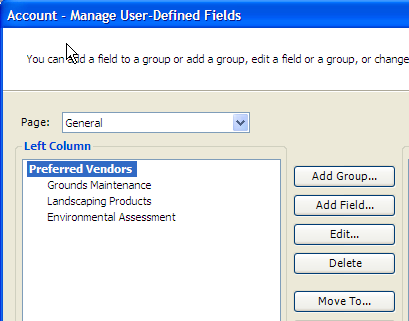 Account - Manage User-Defined Fields
You can add a field to a group or add a group, edit a field or a group, or change
Page: General
Left Column
Preferred Vendors
Grounds Maintenance
Landscaping Products
Environmental Assessment
Add Group...
Add Field...
Edit...
Delete
Move To...